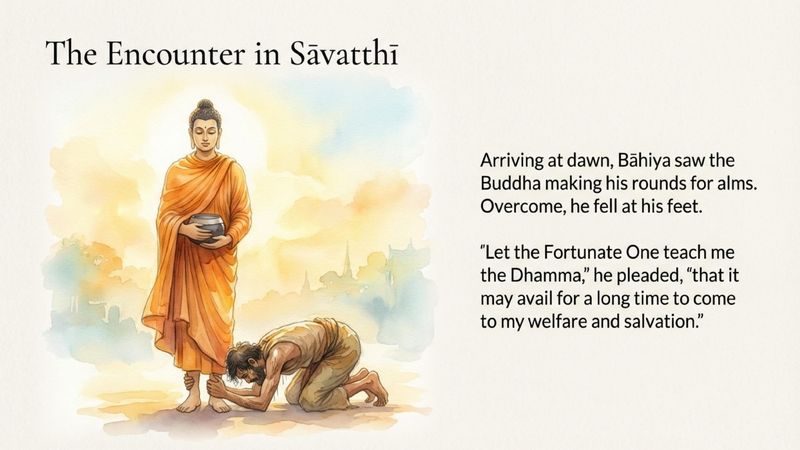 The Encounter in Sāvatthī
Arriving at dawn, Bāhiya saw the
Buddha making his rounds for alms.
Overcome, he fell at his feet.
“Let the Fortunate One teach me
the Dhamma,” he pleaded, “that it
may avail for a long time to come
to my welfare and salvation.”